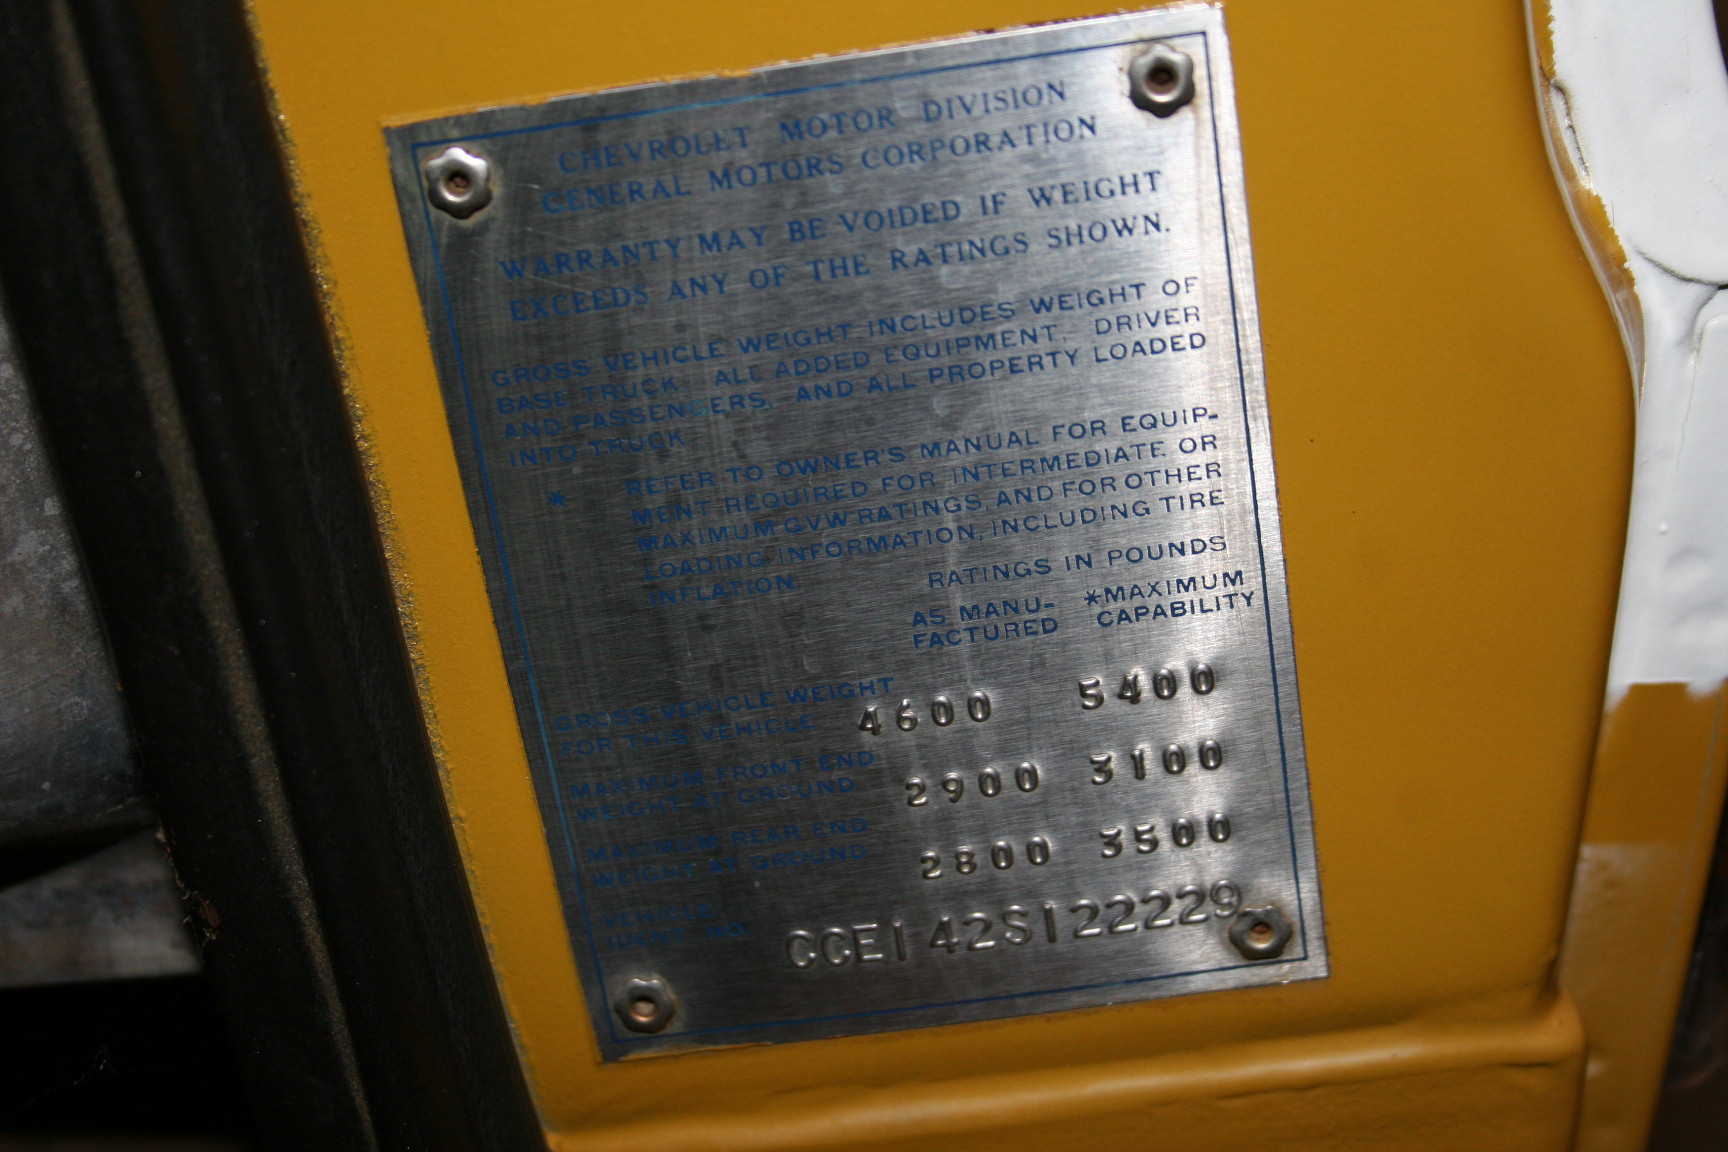 CHEVROLET MOTOR DIVISION
GENERAL MOTORS CORPORATION
WARRANTY MAY BE VOIDED IF WEIGHT
EXCEEDS ANY OF THE RATINGS SHOWN.
GROSS VEHICLE WEIGHT INCLUDES WEIGHT OF
BASE TRUCK, ALL ADDED EQUIPMENT, DRIVER
AND PASSENGERS, AND ALL PROPERTY LOADED
INTO TRUCK.
* REFER TO OWNER'S MANUAL FOR EQUIP-
MENT REQUIRED FOR INTERMEDIATE OR
MAXIMUM GVW RATINGS, AND FOR OTHER
LOADING INFORMATION, INCLUDING TIRE
INFLATION.
RATINGS IN POUNDS
AS MANU- *MAXIMUM
FACTURED CAPABILITY
GROSS VEHICLE WEIGHT
FOR THIS VEHICLE 4600 5400
MAXIMUM FRONT END
WEIGHT AT GROUND 2900 3100
MAXIMUM REAR END
WEIGHT AT GROUND 2800 3500
VEHICLE
IDENT. NO. CCE142S122229